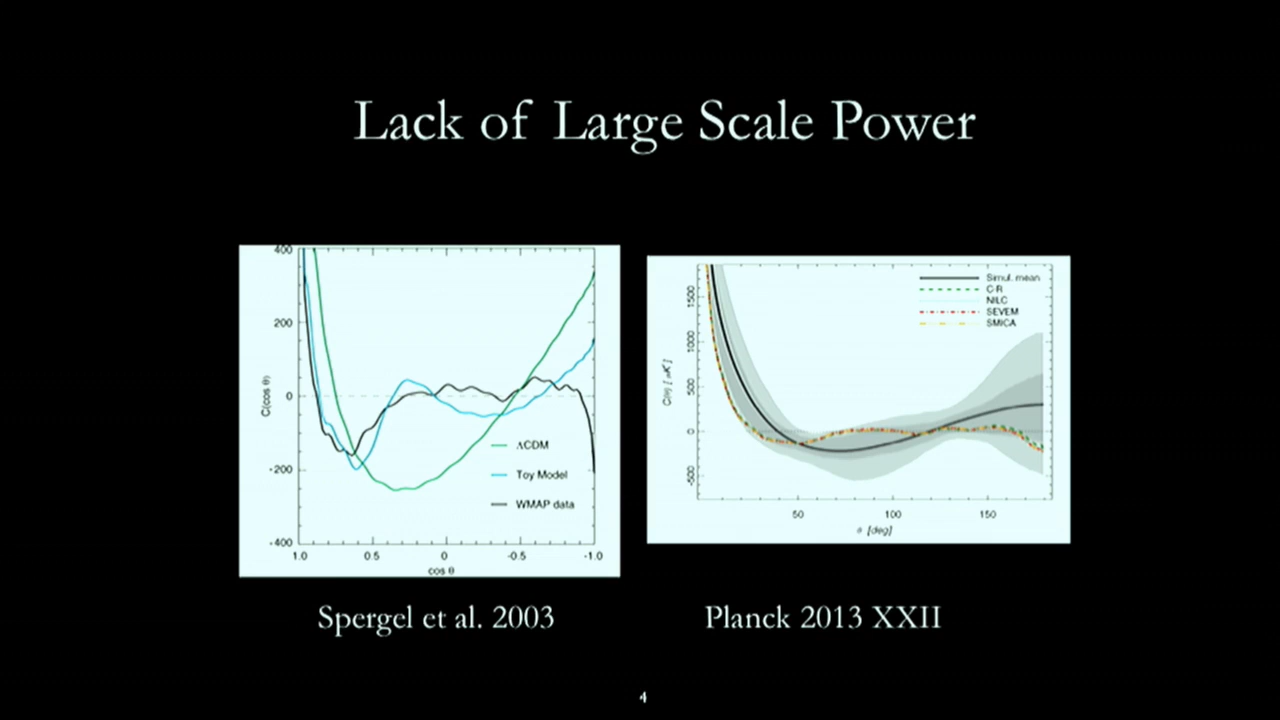 Lack of Large Scale Power
400
200
0
-200
-400
1.0
0.5
0
-0.5
-1.0
C(cos θ)
cos θ
ΛCDM
Toy Model
WMAP data
1500
1000
500
0
-500
50
100
150
θ [deg]
Simul. mean
C-R
NILC
SEVEM
SMICA
Spergel et al. 2003
Planck 2013 XXII
4